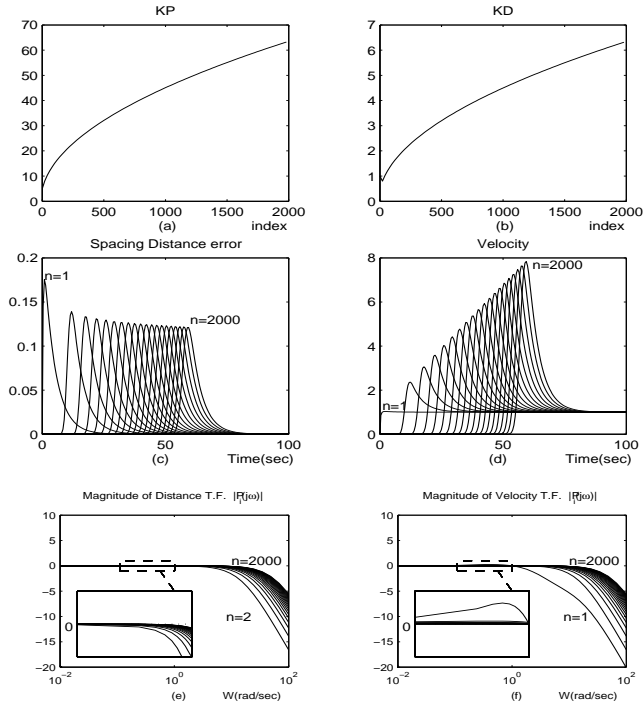 KP
70
60
50
40
30
20
10
0
0 500 1000 1500 2000
(a) index
KD
7
6
5
4
3
2
1
0
0 500 1000 1500 2000
(b) index
Spacing Distance error
0.2
0.15
0.1
0.05
0
n=1
n=2000
0 50 100
(c) Time(sec)
Velocity
8
6
4
2
0
n=2000
n=1
0 50 100
(d) Time(sec)
Magnitude of Distance T.F. |P_i(jω)|
10
5
0
−5
−10
−15
−20
n=2000
0
n=2
10^−2 10^0 10^2
(e) W(rad/sec)
Magnitude of Velocity T.F. |P_i(jω)|
10
5
0
−5
−10
−15
−20
n=2000
0
n=1
10^−2 10^0 10^2
(f) W(rad/sec)